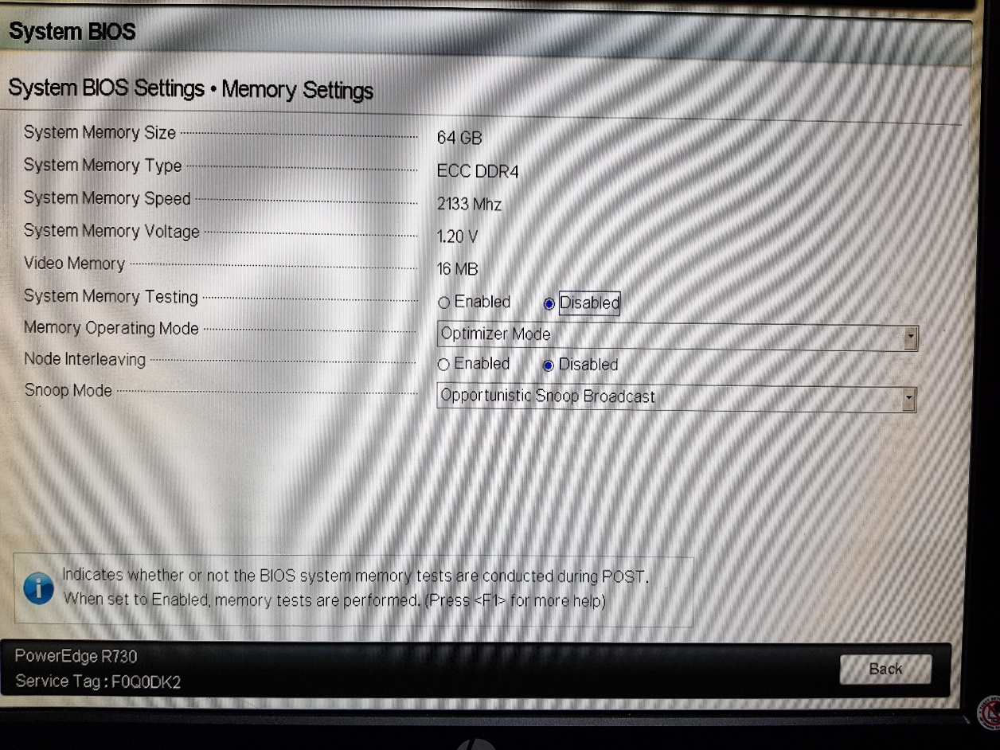 System BIOS
System BIOS Settings • Memory Settings
System Memory Size 64 GB
System Memory Type ECC DDR4
System Memory Speed 2133 Mhz
System Memory Voltage 1.20 V
Video Memory 16 MB
System Memory Testing Enabled Disabled
Memory Operating Mode Optimizer Mode
Node Interleaving Enabled Disabled
Snoop Mode Opportunistic Snoop Broadcast
Indicates whether or not the BIOS system memory tests are conducted during POST.
When set to Enabled, memory tests are performed. (Press <F1> for more help)
PowerEdge R730
Service Tag : F0Q0DK2
Back